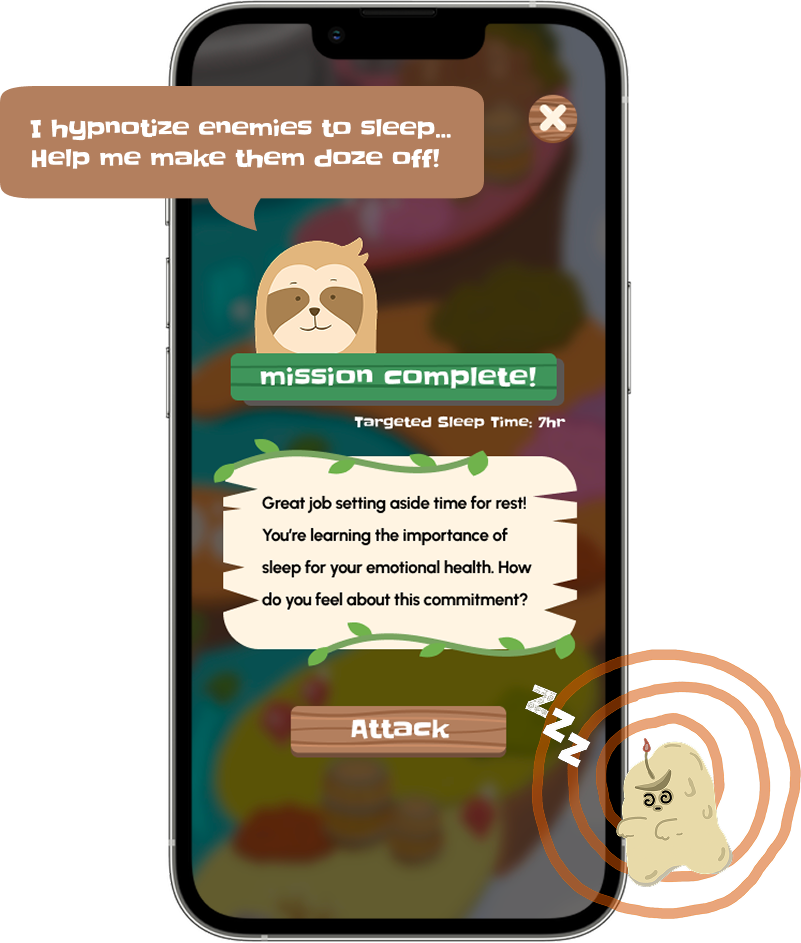 I hypnotize enemies to sleep...
Help me make them doze off!
mission complete!
Targeted Sleep Time: 7hr
Great job setting aside time for rest!
You're learning the importance of
sleep for your emotional health. How
do you feel about this commitment?
Attack
zzz